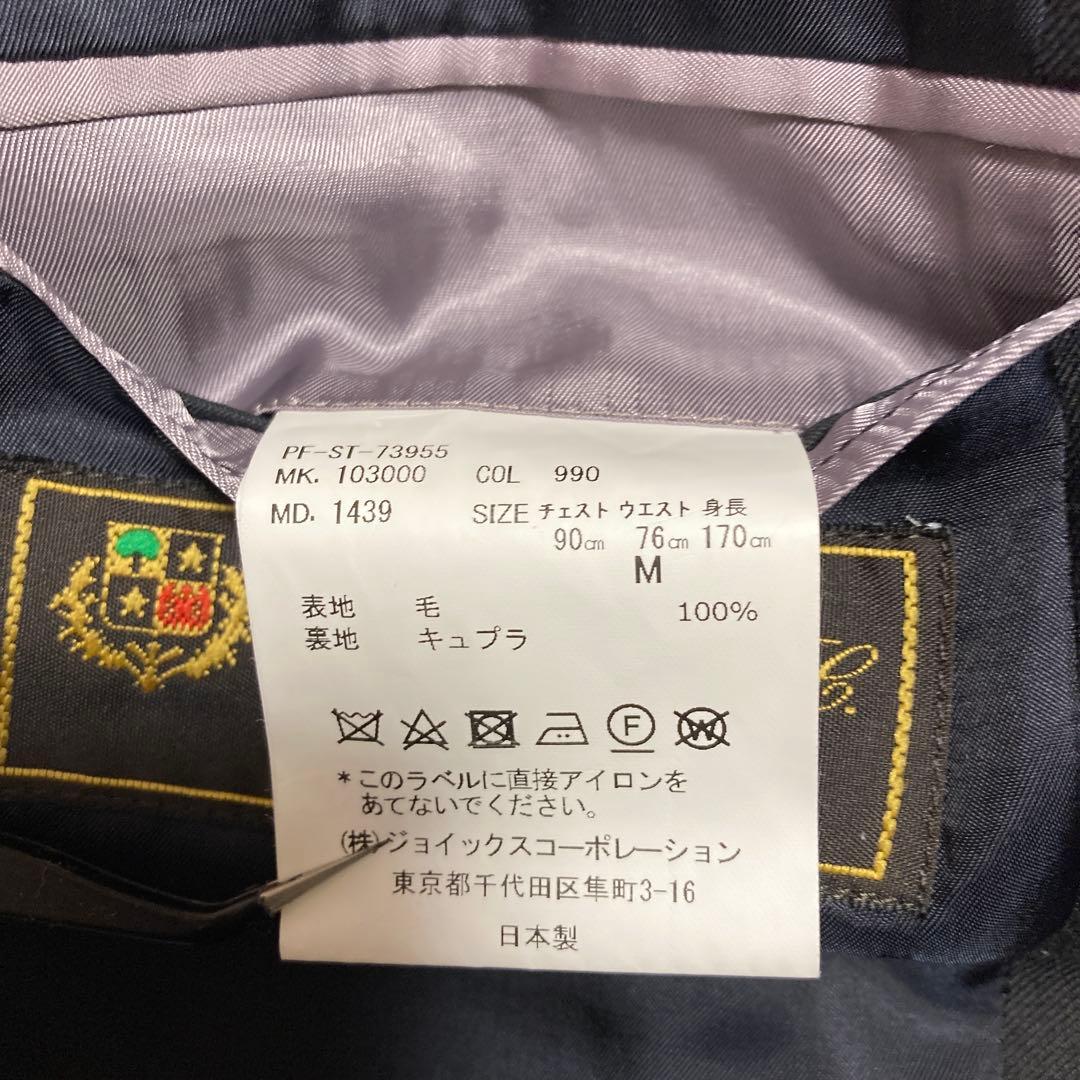 PF-ST-73955
MK. 103000 COL 990
MD. 1439 SIZE チェスト ウエスト 身長
90㎝ 76㎝ 170㎝
M
表地 毛 100%
裏地 キュプラ
F W
*このラベルに直接アイロンを
あてないでください。
(株)ジョイックスコーポレーション
東京都千代田区隼町3-16
日本製